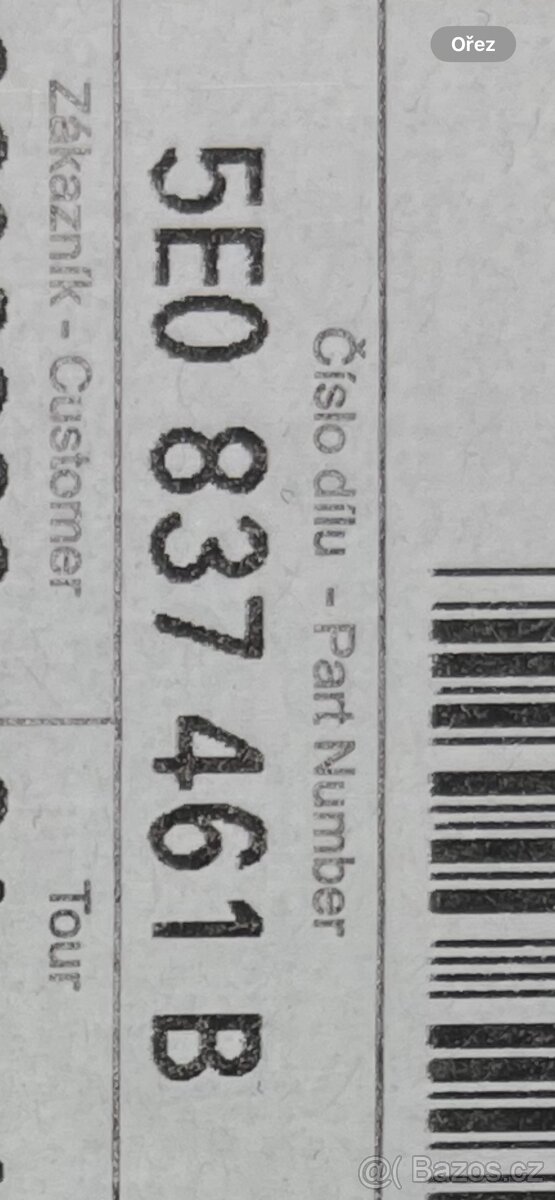 Ořez
Číslo dílu - Part Number
5E0 837 461 B
Zákazník - Customer
Tour
@( Bazos.cz